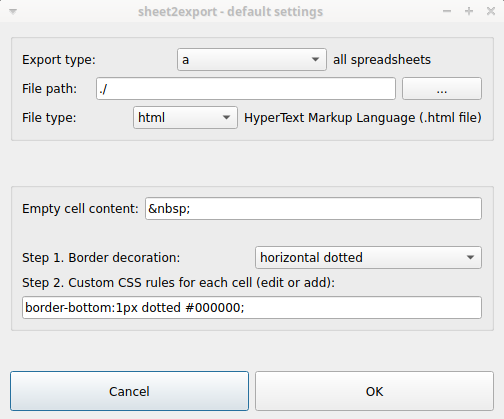 sheet2export - default settings
Export type: a all spreadsheets
File path: ./ ...
File type: html HyperText Markup Language (.html file)
Empty cell content: &nbsp;
Step 1. Border decoration: horizontal dotted
Step 2. Custom CSS rules for each cell (edit or add):
border-bottom:1px dotted #000000;
Cancel OK